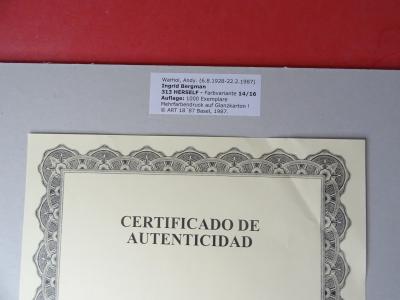 Warhol, Andy. (6.8.1928-22.2.1987)
Ingrid Bergman
313 HERSELF - Farbvariante 14/16
Auflage: 1000 Exemplare
Mehrfarbendruck auf Glanzkarton !
© ART 18´87 Basel, 1987.
CERTIFICADO DE
AUTENTICIDAD